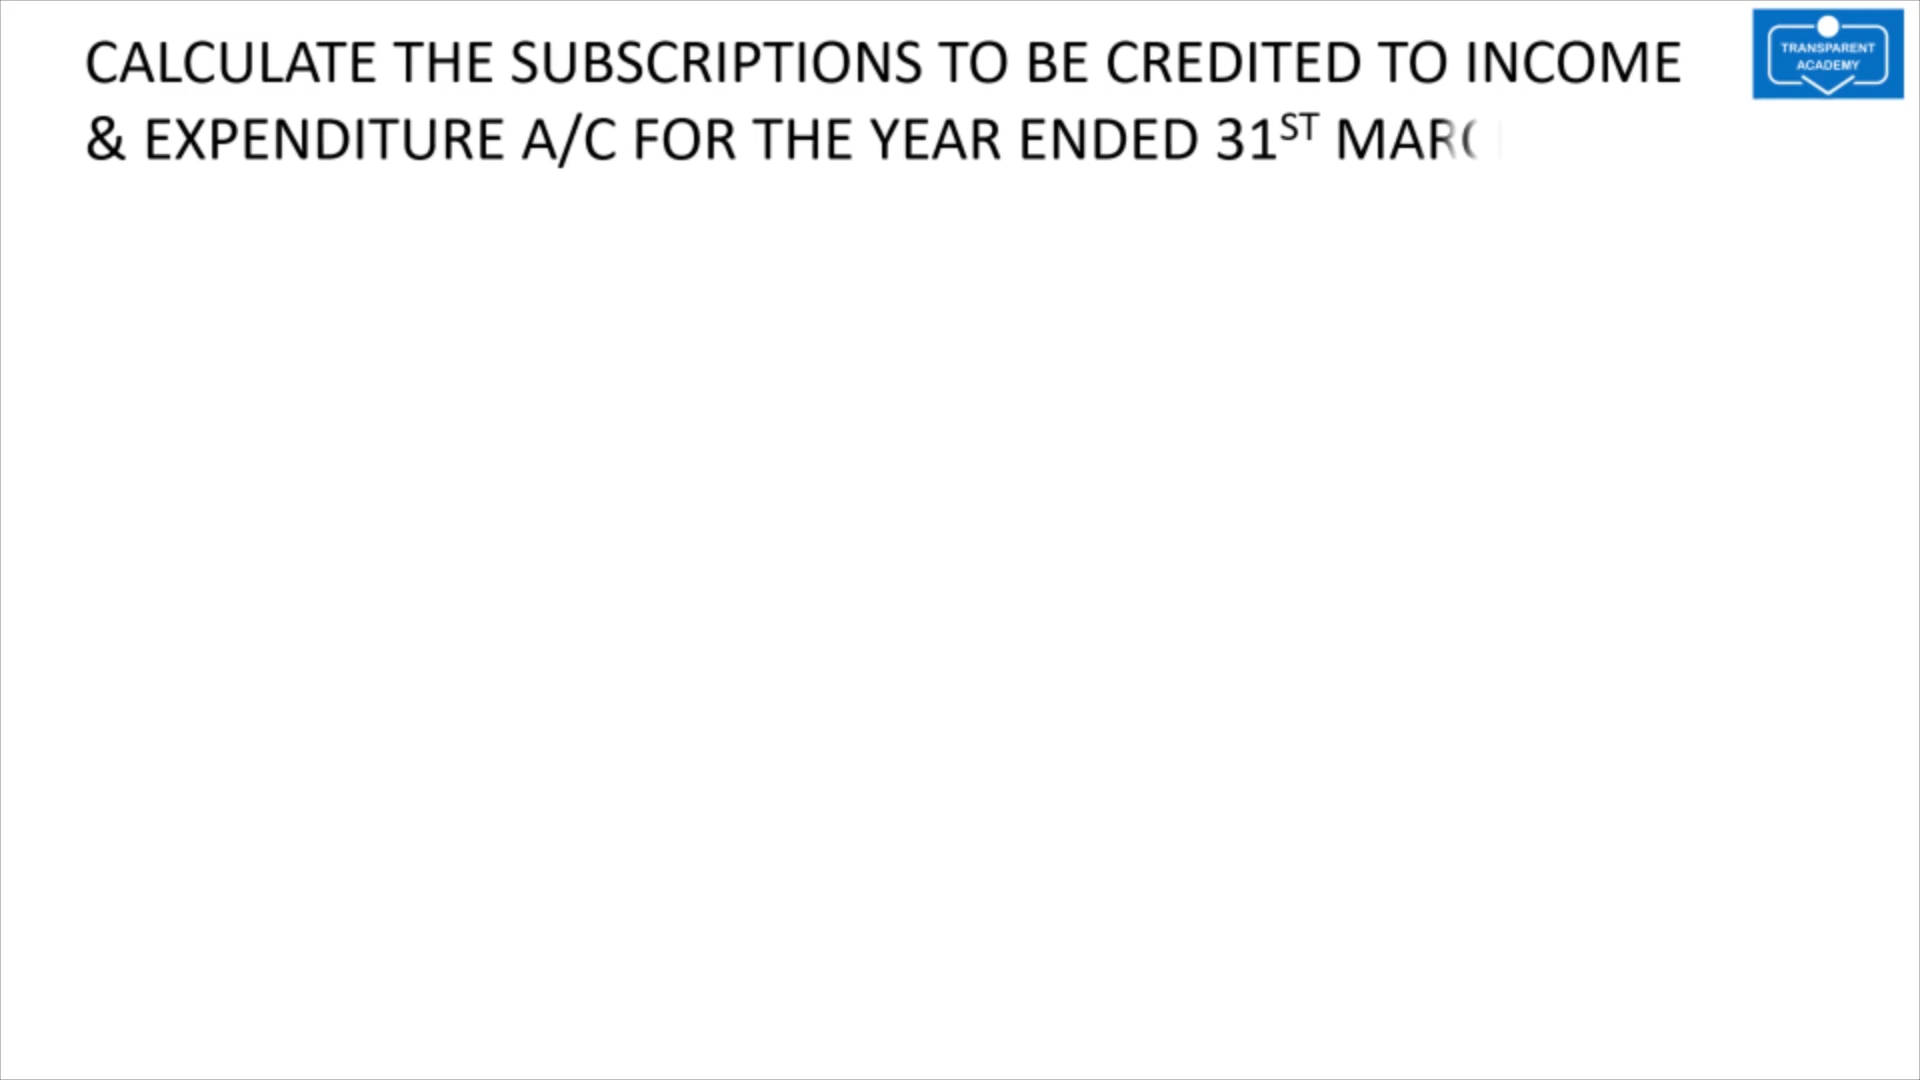 CALCULATE THE SUBSCRIPTIONS TO BE CREDITED TO INCOME
& EXPENDITURE A/C FOR THE YEAR ENDED 31ST
TRANSPARENT
ACADEMY